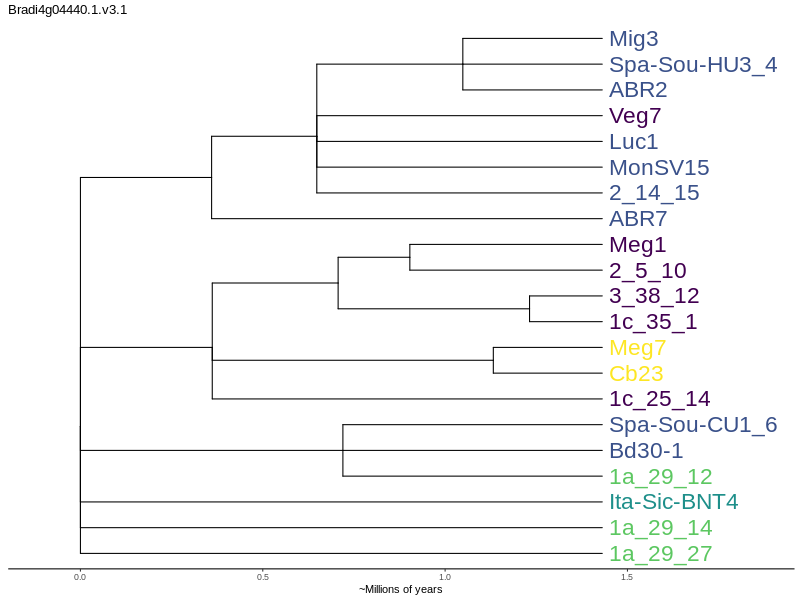 Bradi4g04440.1.v3.1
Mig3
Spa-Sou-HU3_4
ABR2
Veg7
Luc1
MonSV15
2_14_15
ABR7
Meg1
2_5_10
3_38_12
1c_35_1
Meg7
Cb23
1c_25_14
Spa-Sou-CU1_6
Bd30-1
1a_29_12
Ita-Sic-BNT4
1a_29_14
1a_29_27
0.0 0.5 1.0 1.5
~Millions of years